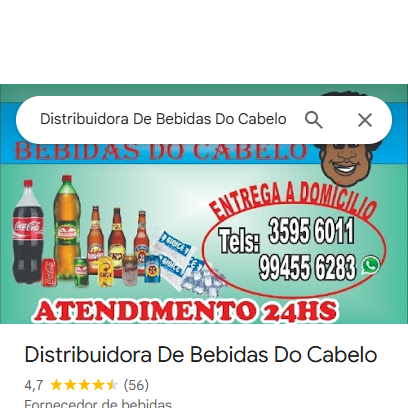 Distribuidora De Bebidas Do Cabelo
BEBIDAS DO CABELO
ENTREGA A DOMICILIO
Tels: 3595 6011
99455 6283
Coca-Cola
ATENDIMENTO 24HS
Distribuidora De Bebidas Do Cabelo
4,7 (56)
Fornecedor de bebidas